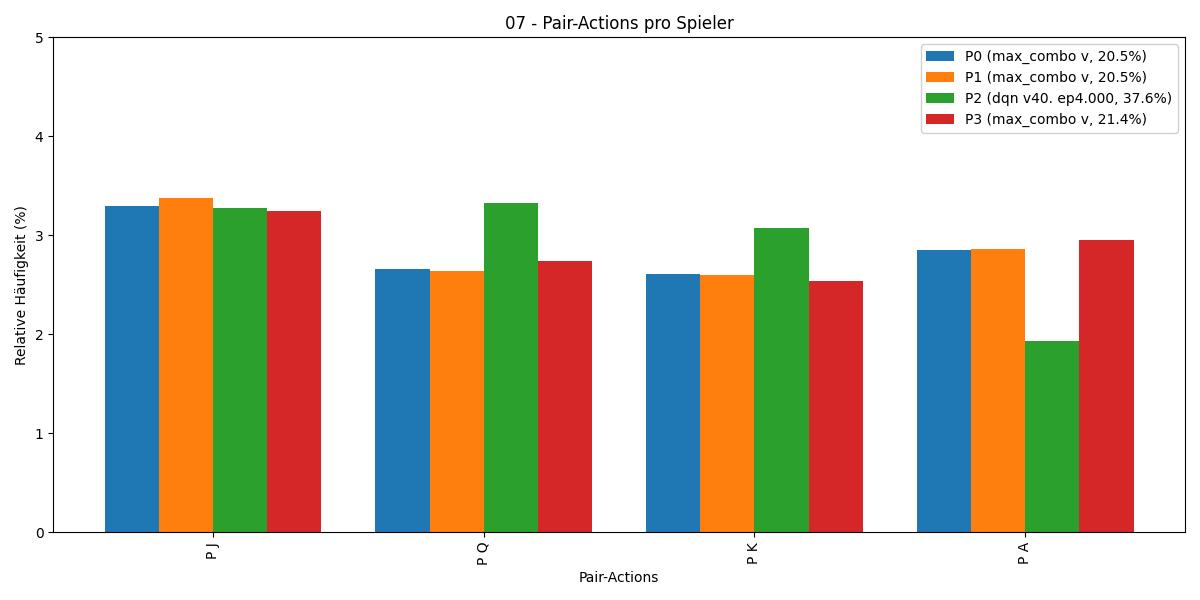 07 - Pair-Actions pro Spieler
P0 (max_combo v, 20.5%)
P1 (max_combo v, 20.5%)
P2 (dqn v40. ep4.000, 37.6%)
P3 (max_combo v, 21.4%)
Relative Häufigkeit (%)
5
4
3
2
1
0
P J
P Q
P K
P A
Pair-Actions